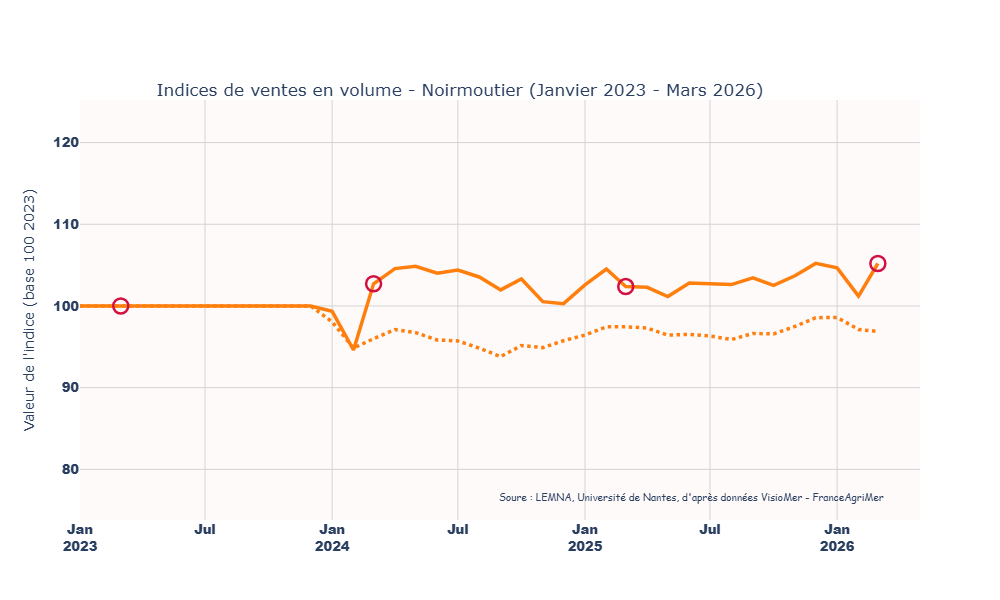 Indices de ventes en volume - Noirmoutier (Janvier 2023 - Mars 2026)
Valeur de l'indice (base 100 2023)
120
110
100
90
80
Soure : LEMNA, Université de Nantes, d'après données VisioMer - FranceAgriMer
Jan Jul Jan Jul Jan Jul Jan
2023 2024 2025 2026